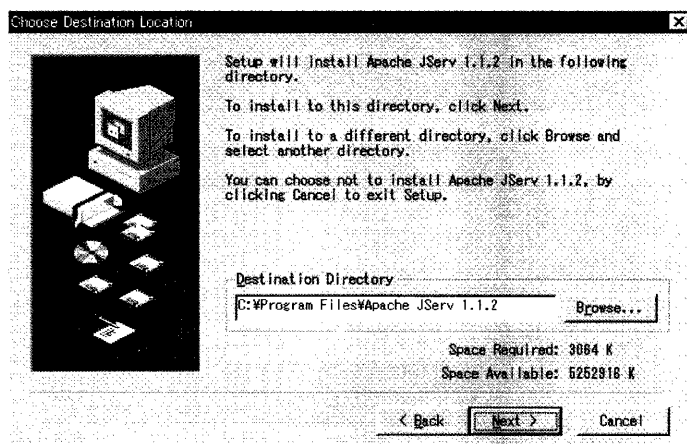 Choose Destination Location
Setup will install Apache JServ 1.1.2 in the following
directory.
To install to this directory, click Next.
To install to a different directory, click Browse and
select another directory.
You can choose not to install Apache JServ 1.1.2, by
clicking Cancel to exit Setup.
Destination Directory
C:¥Program Files¥Apache JServ 1.1.2
Browse...
Space Required: 3064 K
Space Available: 5252916 K
< Back
Next >
Cancel